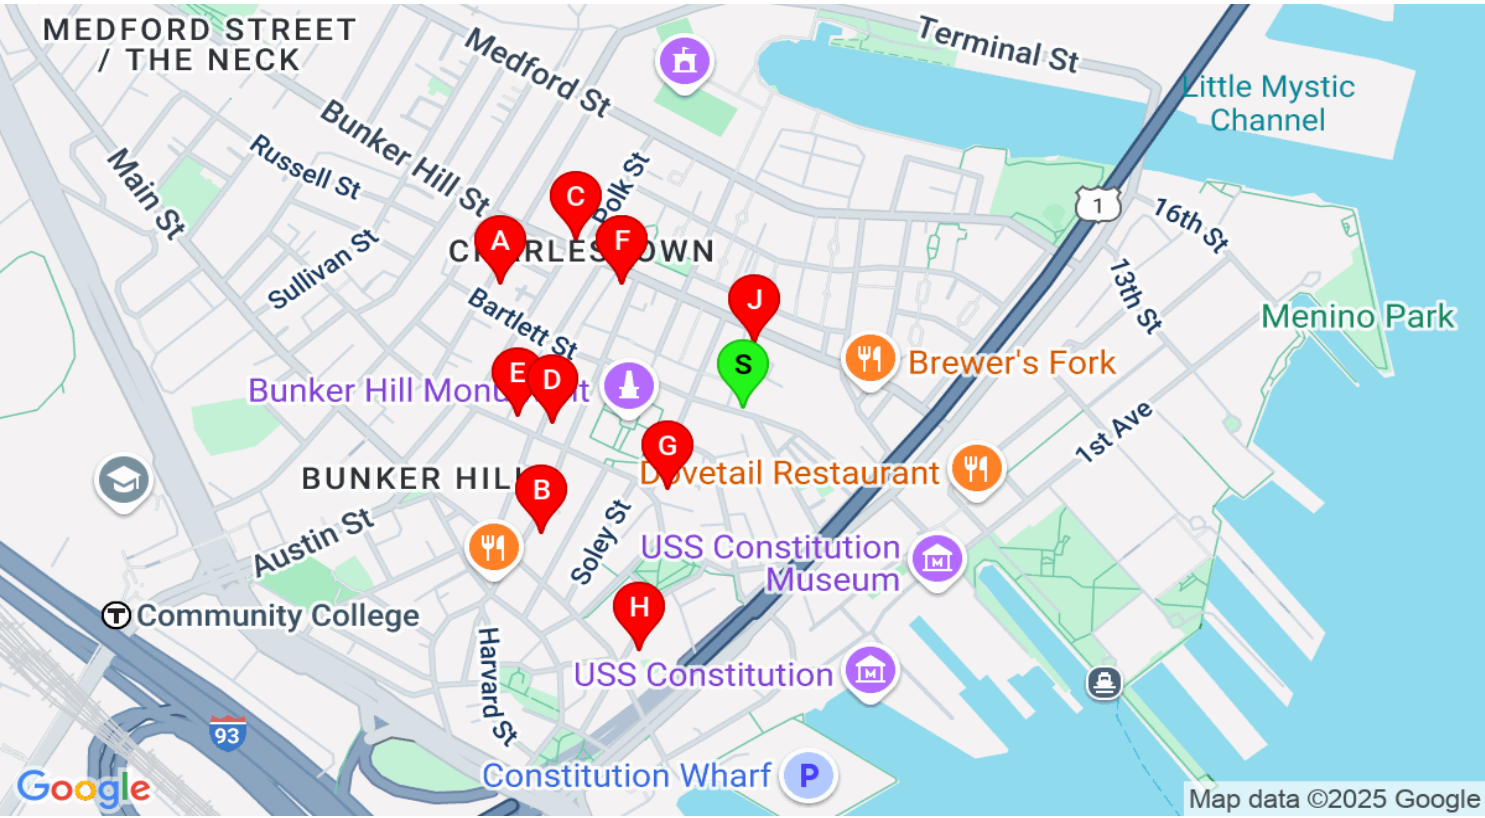 MEDFORD STREET
/ THE NECK
Terminal St
Medford St
Little Mystic
Channel
Bunker Hill St
Russell St
Main St
Polk St
C
1
16th St
A
F
Sullivan St
13th St
J
Bartlett St
Menino Park
S
Brewer's Fork
E
D
Bunker Hill Monument
1st Ave
G
Dovetail Restaurant
BUNKER HILL
B
Austin St
Soley St
USS Constitution
Museum
H
Community College
T
Harvard St
USS Constitution
93
Constitution Wharf
P
Google
Map data ©2025 Google
CHARLESTOWN